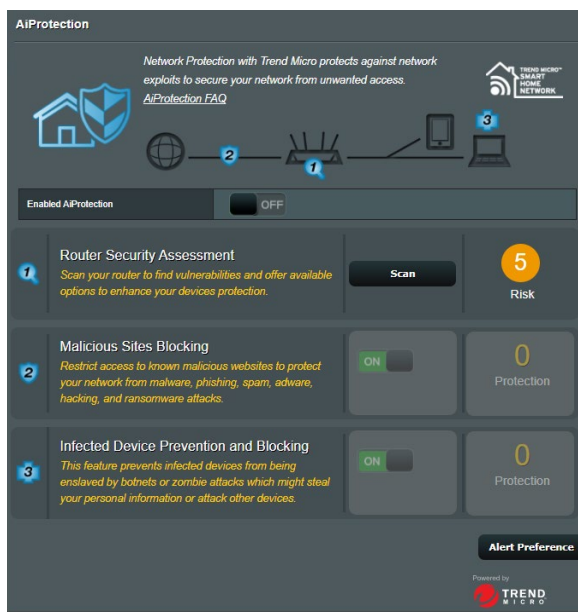 AiProtection
Network Protection with Trend Micro protects against network
exploits to secure your network from unwanted access.
AiProtection FAQ
TREND MICRO™
SMART
HOME
NETWORK
3
2
1
Enabled AiProtection
OFF
1
Router Security Assessment
Scan your router to find vulnerabilities and offer available
options to enhance your devices protection.
Scan
5
Risk
2
Malicious Sites Blocking
Restrict access to known malicious websites to protect
your network from malware, phishing, spam, adware,
hacking, and ransomware attacks.
ON
0
Protection
3
Infected Device Prevention and Blocking
This feature prevents infected devices from being
enslaved by botnets or zombie attacks which might steal
your personal information or attack other devices.
ON
0
Protection
Alert Preference
Powered by
TREND
MICRO